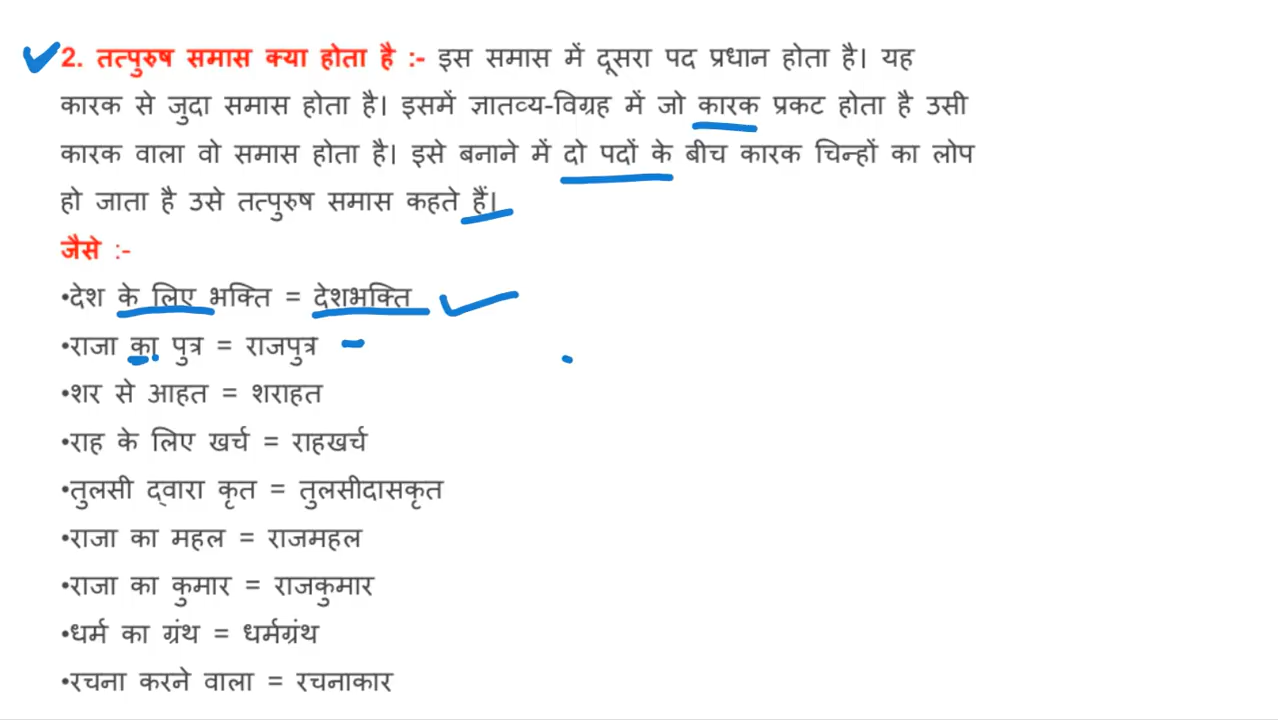 2. तत्पुरुष समास क्या होता है :- इस समास में दूसरा पद प्रधान होता है। यह
कारक से जुदा समास होता है। इसमें ज्ञातव्य-विग्रह में जो कारक प्रकट होता है उसी
कारक वाला वो समास होता है। इसे बनाने में दो पदों के बीच कारक चिन्हों का लोप
हो जाता है उसे तत्पुरुष समास कहते हैं।
जैसे :-
•देश के लिए भक्ति = देशभक्ति
•राजा का पुत्र = राजपुत्र
•शर से आहत = शराहत
•राह के लिए खर्च = राहखर्च
•तुलसी द्वारा कृत = तुलसीदासकृत
•राजा का महल = राजमहल
•राजा का कुमार = राजकुमार
•धर्म का ग्रंथ = धर्मग्रंथ
•रचना करने वाला = रचनाकार